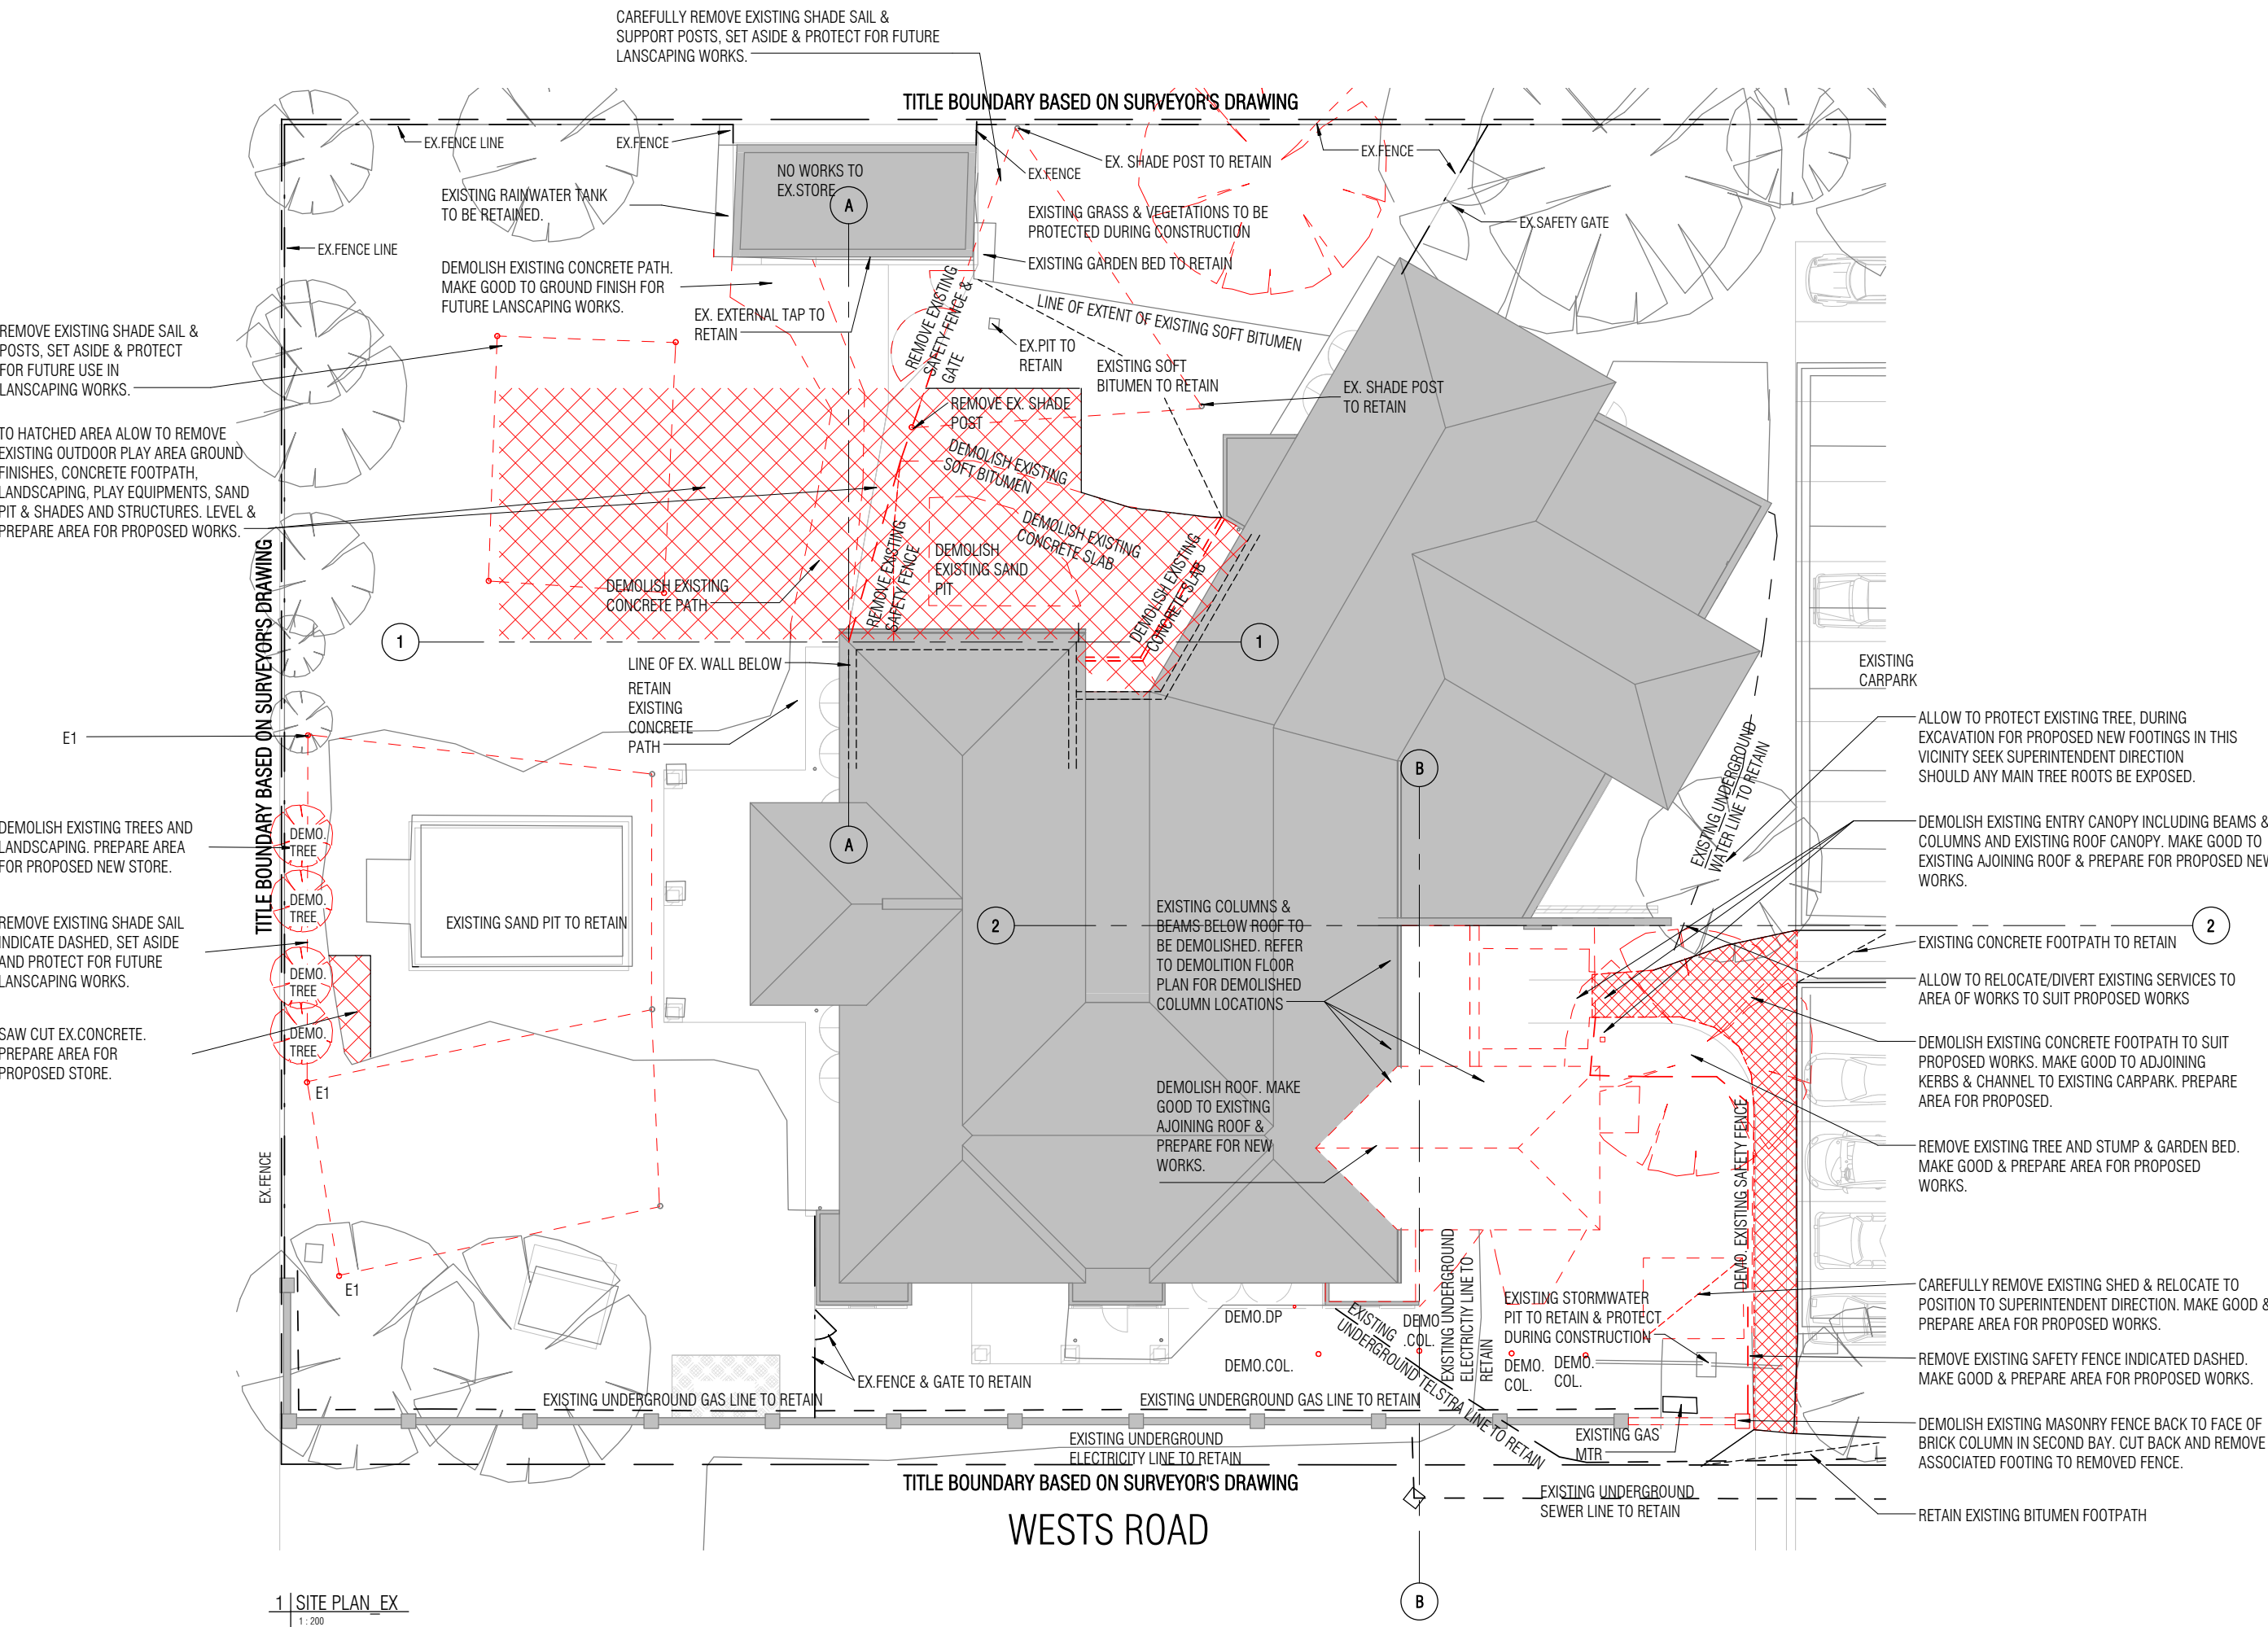 CAREFULLY REMOVE EXISTING SHADE SAIL &
SUPPORT POSTS, SET ASIDE & PROTECT FOR FUTURE
LANSCAPING WORKS.
TITLE BOUNDARY BASED ON SURVEYOR'S DRAWING
EX.FENCE LINE
EX.FENCE
NO WORKS TO
EX.STORE
A
EX.FENCE
EX. SHADE POST TO RETAIN
EX.FENCE
EXISTING RAINWATER TANK
TO BE RETAINED.
EXISTING GRASS & VEGETATIONS TO BE
PROTECTED DURING CONSTRUCTION
EX.SAFETY GATE
EX.FENCE LINE
EXISTING GARDEN BED TO RETAIN
DEMOLISH EXISTING CONCRETE PATH.
MAKE GOOD TO GROUND FINISH FOR
FUTURE LANSCAPING WORKS.
EX. EXTERNAL TAP TO
RETAIN
REMOVE EXISTING
SAFETY FENCE &
GATE
LINE OF EXTENT OF EXISTING SOFT BITUMEN
EX.PIT TO
RETAIN
EXISTING SOFT
BITUMEN TO RETAIN
EX. SHADE POST
TO RETAIN
REMOVE EXISTING SHADE SAIL &
POSTS, SET ASIDE & PROTECT
FOR FUTURE USE IN
LANSCAPING WORKS.
REMOVE EX. SHADE
POST
TO HATCHED AREA ALOW TO REMOVE
EXISTING OUTDOOR PLAY AREA GROUND
FINISHES, CONCRETE FOOTPATH,
LANDSCAPING, PLAY EQUIPMENTS, SAND
PIT & SHADES AND STRUCTURES. LEVEL &
PREPARE AREA FOR PROPOSED WORKS.
DEMOLISH EXISTING
SOFT BITUMEN
DEMOLISH EXISTING
CONCRETE SLAB
DEMOLISH
EXISTING SAND
PIT
REMOVE EXISTING
SAFETY FENCE
DEMOLISH EXISTING
CONCRETE SLAB
DEMOLISH EXISTING
CONCRETE PATH
TITLE BOUNDARY BASED ON SURVEYOR'S DRAWING
1
1
LINE OF EX. WALL BELOW
RETAIN
EXISTING
CONCRETE
PATH
EXISTING
CARPARK
E1
ALLOW TO PROTECT EXISTING TREE, DURING
EXCAVATION FOR PROPOSED NEW FOOTINGS IN THIS
VICINITY SEEK SUPERINTENDENT DIRECTION
SHOULD ANY MAIN TREE ROOTS BE EXPOSED.
B
EXISTING UNDERGROUND
WATER LINE TO RETAIN
A
DEMOLISH EXISTING TREES AND
LANDSCAPING. PREPARE AREA
FOR PROPOSED NEW STORE.
DEMO.
TREE
DEMO.
TREE
DEMO.
TREE
DEMO.
TREE
DEMOLISH EXISTING ENTRY CANOPY INCLUDING BEAMS &
COLUMNS AND EXISTING ROOF CANOPY. MAKE GOOD TO
EXISTING AJOINING ROOF & PREPARE FOR PROPOSED NEW
WORKS.
EXISTING SAND PIT TO RETAIN
2
2
EXISTING COLUMNS &
BEAMS BELOW ROOF TO
BE DEMOLISHED. REFER
TO DEMOLITION FLOOR
PLAN FOR DEMOLISHED
COLUMN LOCATIONS
REMOVE EXISTING SHADE SAIL
INDICATE DASHED, SET ASIDE
AND PROTECT FOR FUTURE
LANSCAPING WORKS.
EXISTING CONCRETE FOOTPATH TO RETAIN
ALLOW TO RELOCATE/DIVERT EXISTING SERVICES TO
AREA OF WORKS TO SUIT PROPOSED WORKS
SAW CUT EX.CONCRETE.
PREPARE AREA FOR
PROPOSED STORE.
DEMOLISH EXISTING CONCRETE FOOTPATH TO SUIT
PROPOSED WORKS. MAKE GOOD TO ADJOINING
KERBS & CHANNEL TO EXISTING CARPARK. PREPARE
AREA FOR PROPOSED.
E1
DEMOLISH ROOF. MAKE
GOOD TO EXISTING
AJOINING ROOF &
PREPARE FOR NEW
WORKS.
REMOVE EXISTING TREE AND STUMP & GARDEN BED.
MAKE GOOD & PREPARE AREA FOR PROPOSED
WORKS.
EX.FENCE
DEMO. EXISTING SAFETY FENCE
E1
CAREFULLY REMOVE EXISTING SHED & RELOCATE TO
POSITION TO SUPERINTENDENT DIRECTION. MAKE GOOD &
PREPARE AREA FOR PROPOSED WORKS.
DEMO.DP
DEMO.COL.
DEMO
.COL.
EXISTING UNDERGROUND
ELECTRICTIY LINE TO
RETAIN
EXISTING STORMWATER
PIT TO RETAIN & PROTECT
DURING CONSTRUCTION
DEMO.
COL.
DEMO.
COL.
EXISTING
UNDERGROUND TELSTRA LINE TO RETAIN
REMOVE EXISTING SAFETY FENCE INDICATED DASHED.
MAKE GOOD & PREPARE AREA FOR PROPOSED WORKS.
EX.FENCE & GATE TO RETAIN
EXISTING UNDERGROUND GAS LINE TO RETAIN
EXISTING UNDERGROUND GAS LINE TO RETAIN
EXISTING GAS
MTR
DEMOLISH EXISTING MASONRY FENCE BACK TO FACE OF
BRICK COLUMN IN SECOND BAY. CUT BACK AND REMOVE
ASSOCIATED FOOTING TO REMOVED FENCE.
EXISTING UNDERGROUND
ELECTRICITY LINE TO RETAIN
TITLE BOUNDARY BASED ON SURVEYOR'S DRAWING
EXISTING UNDERGROUND
SEWER LINE TO RETAIN
RETAIN EXISTING BITUMEN FOOTPATH
WESTS ROAD
B
1 SITE PLAN_EX
1 : 200